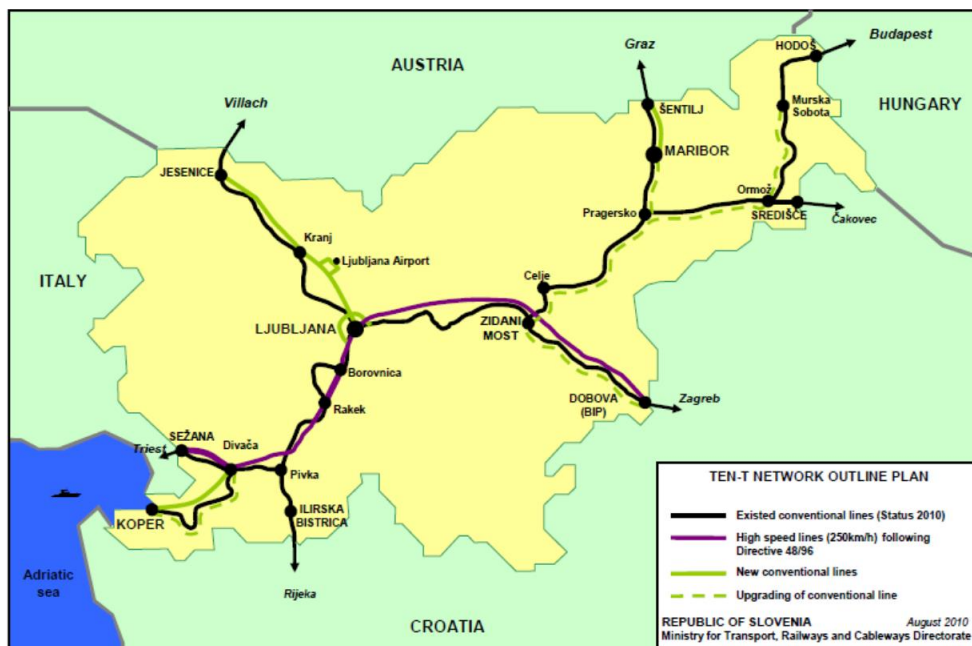 HODOŠ
Budapest
Graz
AUSTRIA
HUNGARY
Villach
ŠENTILJ
Murska
Sobota
MARIBOR
JESENICE
Ormož
Pragersko
SREDIŠČE
Čakovec
Kranj
Ljubljana Airport
ITALY
Celje
LJUBLJANA
ZIDANI
MOST
Borovnica
DOBOVA
(BIP)
Zagreb
Rakek
SEŽANA
Triest
Divača
Pivka
KOPER
ILIRSKA
BISTRICA
Adriatic
sea
Rijeka
CROATIA
TEN-T NETWORK OUTLINE PLAN
Existed conventional lines (Status 2010)
High speed lines (250km/h) following
Directive 48/96
New conventional lines
Upgrading of conventional line
REPUBLIC OF SLOVENIA August 2010
Ministry for Transport, Railways and Cableways Directorate